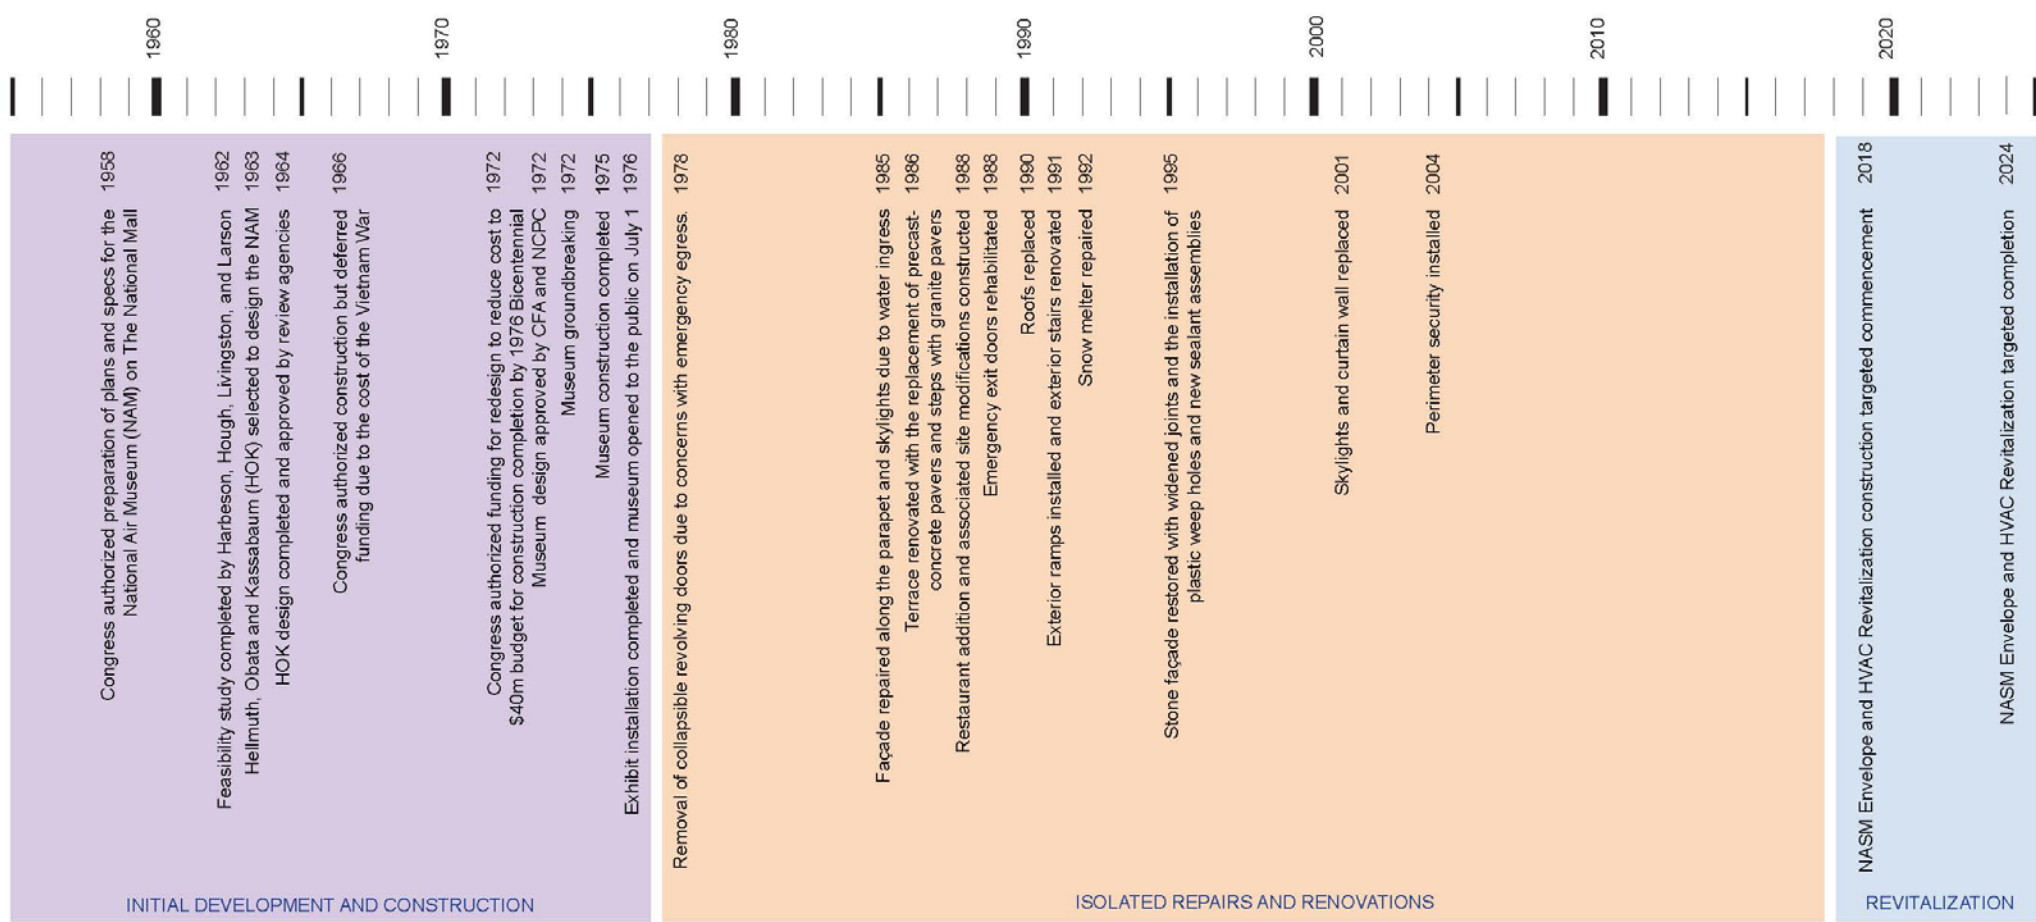 1960
1970
1980
1990
2000
2010
2020
1958
Congress authorized preparation of plans and specs for the
National Air Museum (NAM) on The National Mall
1962
Feasibility study completed by Harbeson, Hough, Livingston, and Larson
1963
Hellmuth, Obata and Kassabaum (HOK) selected to design the NAM
1964
HOK design completed and approved by review agencies
1966
Congress authorized construction but deferred
funding due to the cost of the Vietnam War
1972
Congress authorized funding for redesign to reduce cost to
$40m budget for construction completion by 1976 Bicentennial
1972
Museum design approved by CFA and NCPC
1972
Museum groundbreaking
1975
Museum construction completed
1976
Exhibit installation completed and museum opened to the public on July 1
INITIAL DEVELOPMENT AND CONSTRUCTION
1978
Removal of collapsible revolving doors due to concerns with emergency egress.
1985
Façade repaired along the parapet and skylights due to water ingress
1986
Terrace renovated with the replacement of precast-
concrete pavers and steps with granite pavers
1988
Restaurant addition and associated site modifications constructed
1988
Emergency exit doors rehabilitated
1990
Roofs replaced
1991
Exterior ramps installed and exterior stairs renovated
1992
Snow melter repaired
1995
Stone façade restored with widened joints and the installation of
plastic weep holes and new sealant assemblies
2001
Skylights and curtain wall replaced
2004
Perimeter security installed
ISOLATED REPAIRS AND RENOVATIONS
2018
NASM Envelope and HVAC Revitalization construction targeted commencement
2024
NASM Envelope and HVAC Revitalization targeted completion
REVITALIZATION